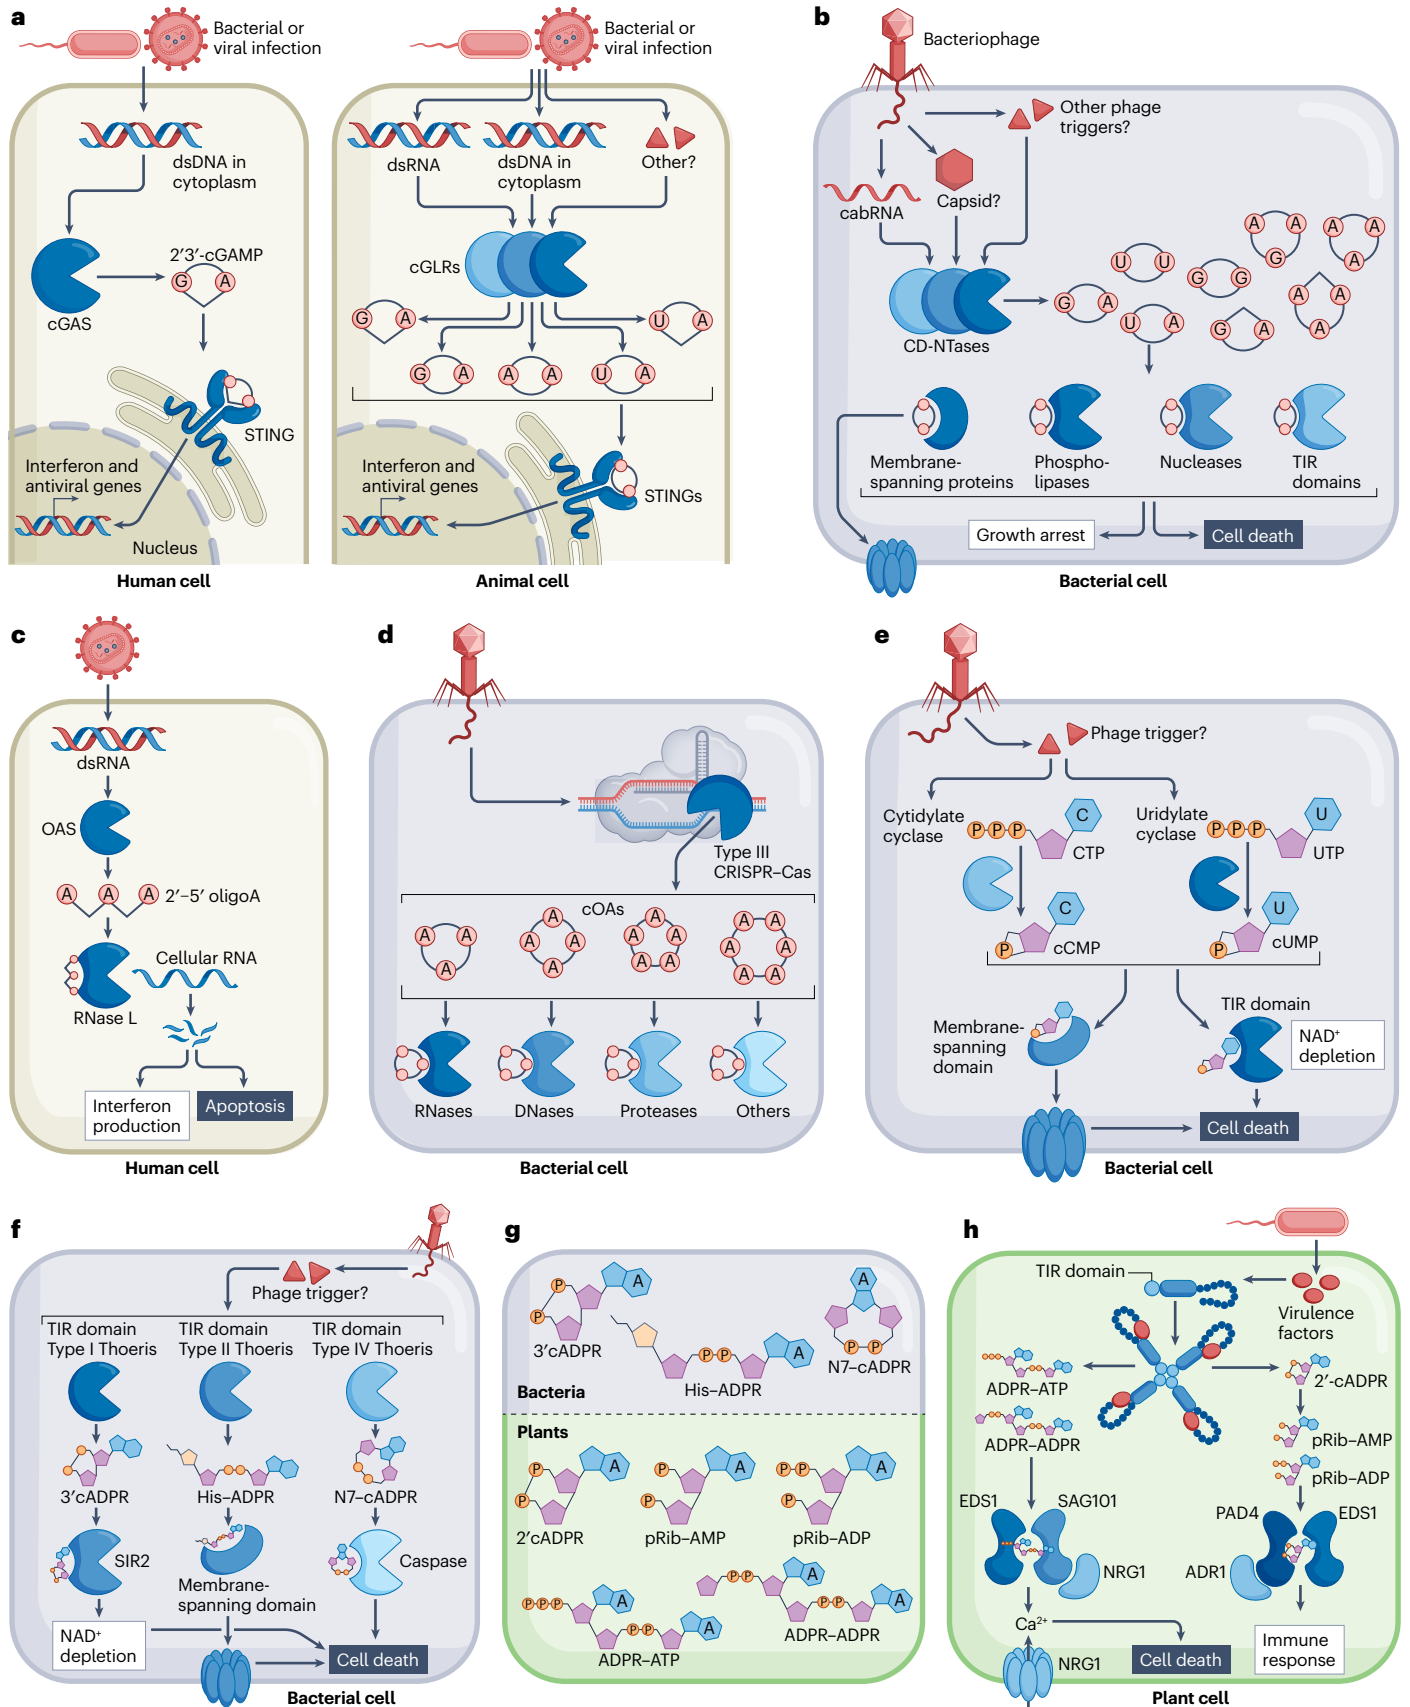 a
Bacterial or
viral infection
dsDNA in
cytoplasm
cGAS
2′3′-cGAMP
G
A
STING
Interferon and
antiviral genes
Nucleus
Human cell
Bacterial or
viral infection
dsRNA
dsDNA in
cytoplasm
Other?
cGLRs
G A
U A
G A
A A
U A
STINGs
Interferon and
antiviral genes
Animal cell
b
Bacteriophage
Other phage
triggers?
cabRNA
Capsid?
CD-NTases
G A
U U
U A
G G
G A
A A G
A A A
A A A
Membrane-
spanning proteins
Phospho-
lipases
Nucleases
TIR
domains
Growth arrest
Cell death
Bacterial cell
c
dsRNA
OAS
A A A
2′–5′ oligoA
Cellular RNA
RNase L
Interferon
production
Apoptosis
Human cell
d
Type III
CRISPR–Cas
cOAs
A A A
A A A A
A A A A A
A A A A A A
RNases
DNases
Proteases
Others
Bacterial cell
e
Phage trigger?
Cytidylate
cyclase
P P P
C
CTP
Uridylate
cyclase
P P P
U
UTP
C
P
cCMP
U
P
cUMP
Membrane-
spanning
domain
TIR domain
NAD⁺
depletion
Cell death
Bacterial cell
f
Phage trigger?
TIR domain
Type I Thoeris
TIR domain
Type II Thoeris
TIR domain
Type IV Thoeris
3′cADPR
His–ADPR
N7–cADPR
SIR2
Membrane-
spanning domain
Caspase
NAD⁺
depletion
Cell death
Bacterial cell
g
P P A
3′cADPR
P P A
His–ADPR
A
P P
N7–cADPR
Bacteria
Plants
P P A
2′cADPR
P P A
pRib–AMP
P P P A
pRib–ADP
P P P A
P P A
ADPR–ATP
P P A
P P A
ADPR–ADPR
h
TIR domain
Virulence
factors
ADPR–ATP
ADPR–ADPR
2′-cADPR
pRib–AMP
pRib–ADP
EDS1
SAG101
NRG1
PAD4
EDS1
ADR1
Ca²⁺
NRG1
Cell death
Immune
response
Plant cell